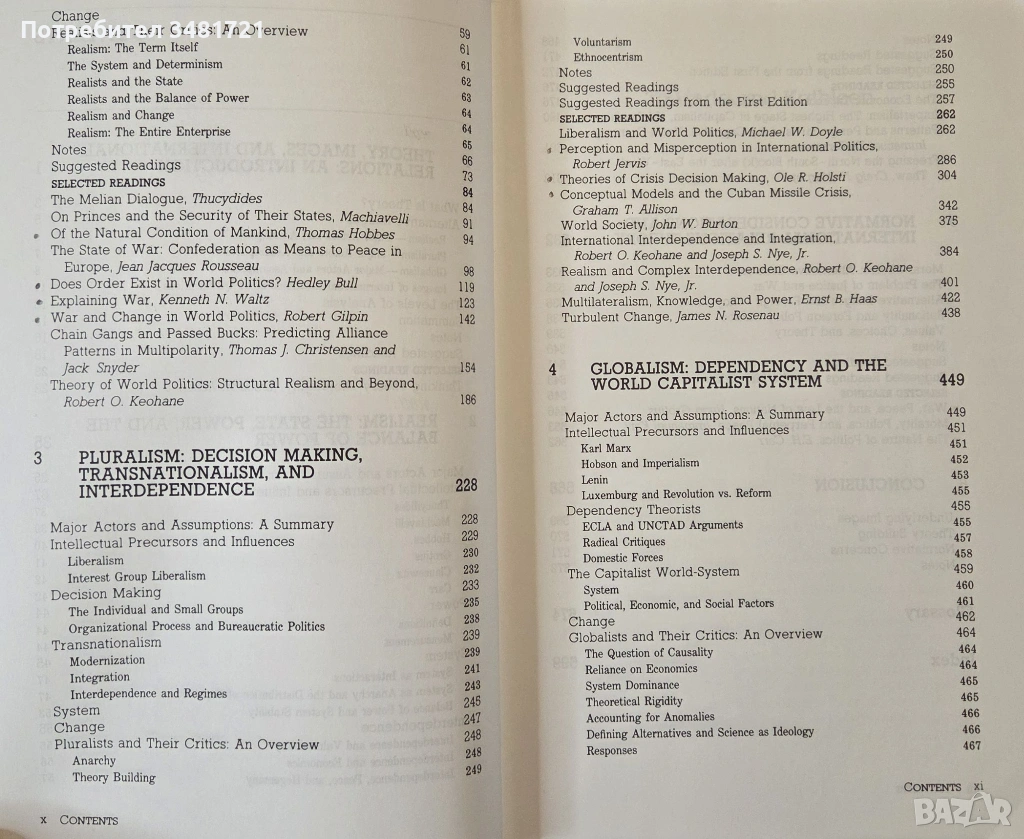 Потребител 3481721
Change
Realists and Their Critics: An Overview 59
Realism: The Term Itself 61
The System and Determinism 61
Realists and the State 62
Realists and the Balance of Power 63
Realism and Change 64
Realism: The Entire Enterprise 64
Notes 65
Suggested Readings 66
SELECTED READINGS 73
The Melian Dialogue, Thucydides 84
On Princes and the Security of Their States, Machiavelli 84
Of the Natural Condition of Mankind, Thomas Hobbes 91
The State of War: Confederation as Means to Peace in 94
Europe, Jean Jacques Rousseau 98
Does Order Exist in World Politics? Hedley Bull 119
Explaining War, Kenneth N. Waltz 123
War and Change in World Politics, Robert Gilpin 142
Chain Gangs and Passed Bucks: Predicting Alliance
Patterns in Multipolarity, Thomas J. Christensen and
Jack Snyder 154
Theory of World Politics: Structural Realism and Beyond,
Robert O. Keohane 186
3 PLURALISM: DECISION MAKING,
TRANSNATIONALISM, AND
INTERDEPENDENCE 228
Major Actors and Assumptions: A Summary 228
Intellectual Precursors and Influences 229
Liberalism 230
Interest Group Liberalism 232
Decision Making 233
The Individual and Small Groups 235
Organizational Process and Bureaucratic Politics 238
Transnationalism 239
Modernization 239
Integration 241
Interdependence and Regimes 243
System 245
Change 247
Pluralists and Their Critics: An Overview 248
Anarchy 248
Theory Building 249
x CONTENTS
Voluntarism 249
Ethnocentrism 250
Notes 250
Suggested Readings 255
Suggested Readings from the First Edition 257
SELECTED READINGS 262
Liberalism and World Politics, Michael W. Doyle 262
Perception and Misperception in International Politics,
Robert Jervis 286
Theories of Crisis Decision Making, Ole R. Holsti 304
Conceptual Models and the Cuban Missile Crisis,
Graham T. Allison 342
World Society, John W. Burton 375
International Interdependence and Integration,
Robert O. Keohane and Joseph S. Nye, Jr. 384
Realism and Complex Interdependence, Robert O. Keohane
and Joseph S. Nye, Jr. 401
Multilateralism, Knowledge, and Power, Ernst B. Haas 422
Turbulent Change, James N. Rosenau 438
4 GLOBALISM: DEPENDENCY AND THE
WORLD CAPITALIST SYSTEM 449
Major Actors and Assumptions: A Summary 449
Intellectual Precursors and Influences 451
Karl Marx 451
Hobson and Imperialism 452
Lenin 453
Luxemburg and Revolution vs. Reform 455
Dependency Theorists 455
ECLA and UNCTAD Arguments 455
Radical Critiques 457
Domestic Forces 458
The Capitalist World-System 459
System 460
Political, Economic, and Social Factors 461
Change 462
Globalists and Their Critics: An Overview 464
The Question of Causality 464
Reliance on Economics 464
System Dominance 465
Theoretical Rigidity 465
Accounting for Anomalies 466
Defining Alternatives and Science as Ideology 466
Responses 467
CONTENTS xi
BAZAR